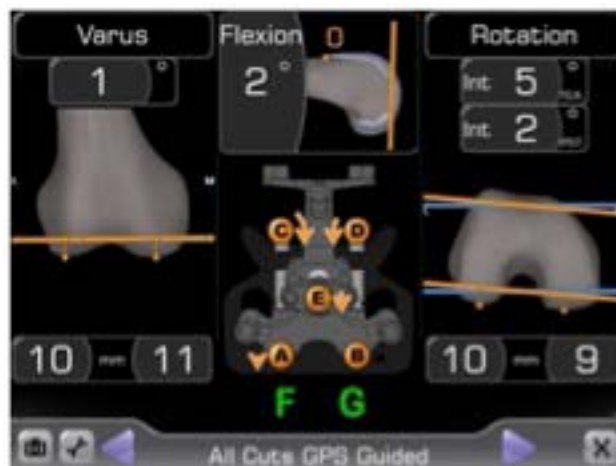 Varus
1 °
Flexion
0
2 °
Rotation
Int 5 °
Int 2 °
M
C
D
E
A
B
10 mm 11
F G
10 mm 9
All Cuts GPS Guided